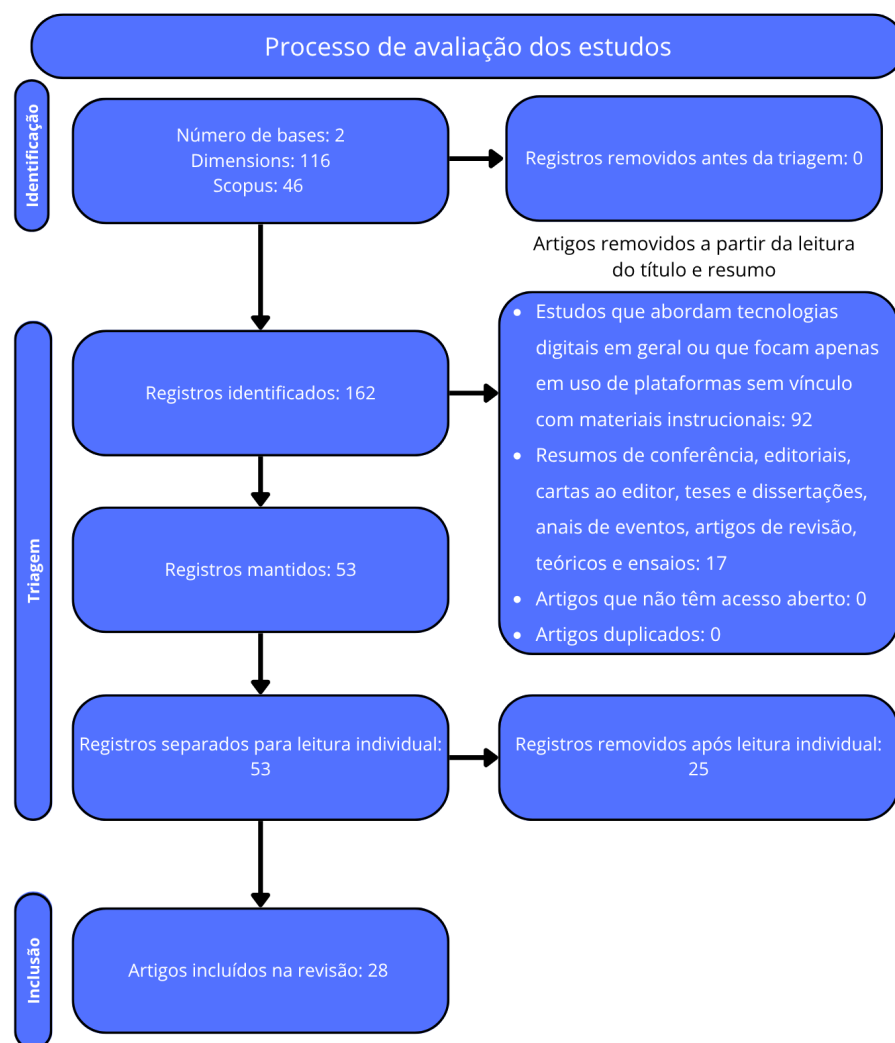 Processo de avaliação dos estudos
Identificação
Número de bases: 2
Dimensions: 116
Scopus: 46
Registros removidos antes da triagem: 0
Artigos removidos a partir da leitura
do título e resumo
Triagem
Registros identificados: 162
• Estudos que abordam tecnologias
digitais em geral ou que focam apenas
em uso de plataformas sem vínculo
com materiais instrucionais: 92
• Resumos de conferência, editoriais,
cartas ao editor, teses e dissertações,
anais de eventos, artigos de revisão,
teóricos e ensaios: 17
• Artigos que não têm acesso aberto: 0
• Artigos duplicados: 0
Registros mantidos: 53
Registros separados para leitura individual:
53
Registros removidos após leitura individual:
25
Inclusão
Artigos incluídos na revisão: 28